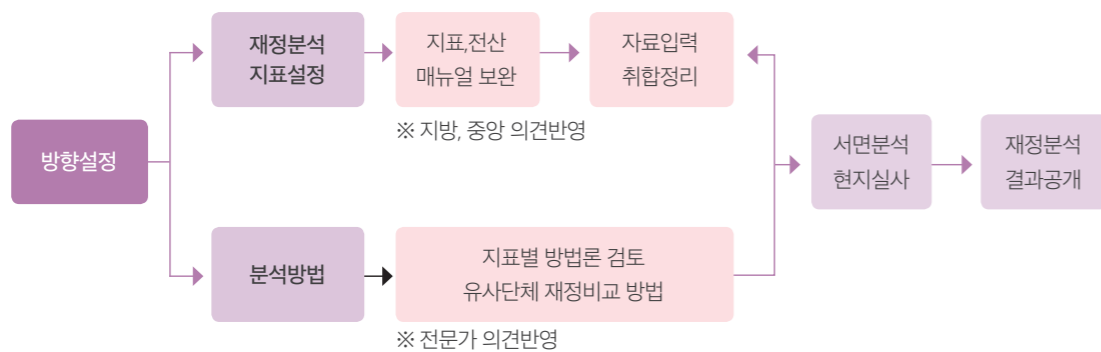 방향설정
재정분석
지표설정
지표,전산
매뉴얼 보완
※ 지방, 중앙 의견반영
자료입력
취합정리
분석방법
지표별 방법론 검토
유사단체 재정비교 방법
※ 전문가 의견반영
서면분석
현지실사
재정분석
결과공개